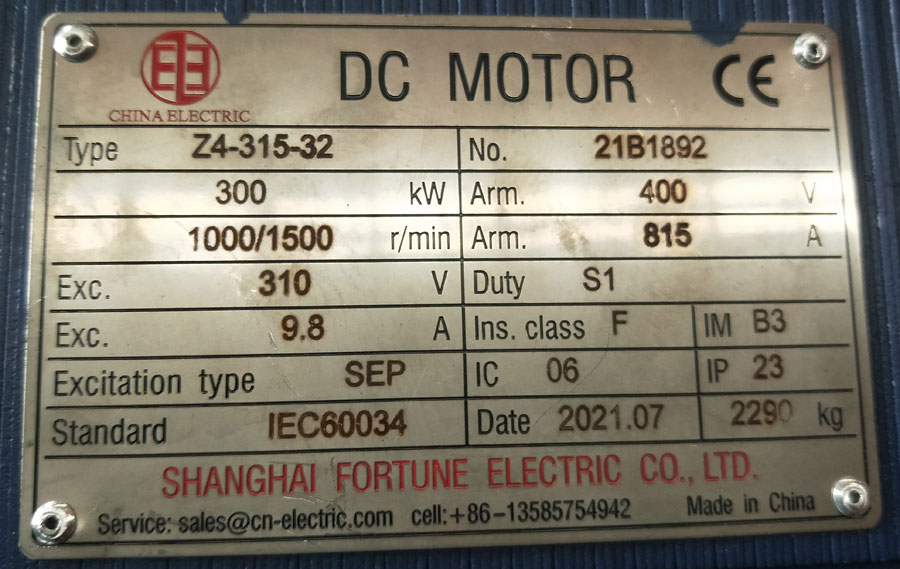 DC MOTOR CE
CHINA ELECTRIC
Type Z4-315-32 No. 21B1892
300 kW Arm. 400 V
1000/1500 r/min Arm. 815 A
Exc. 310 V Duty S1
Exc. 9.8 A Ins. class F IM B3
Excitation type SEP IC 06 IP 23
Standard IEC60034 Date 2021.07 2290 kg
SHANGHAI FORTUNE ELECTRIC CO., LTD.
Service: sales@cn-electric.com cell:+86-13585754942 Made in China